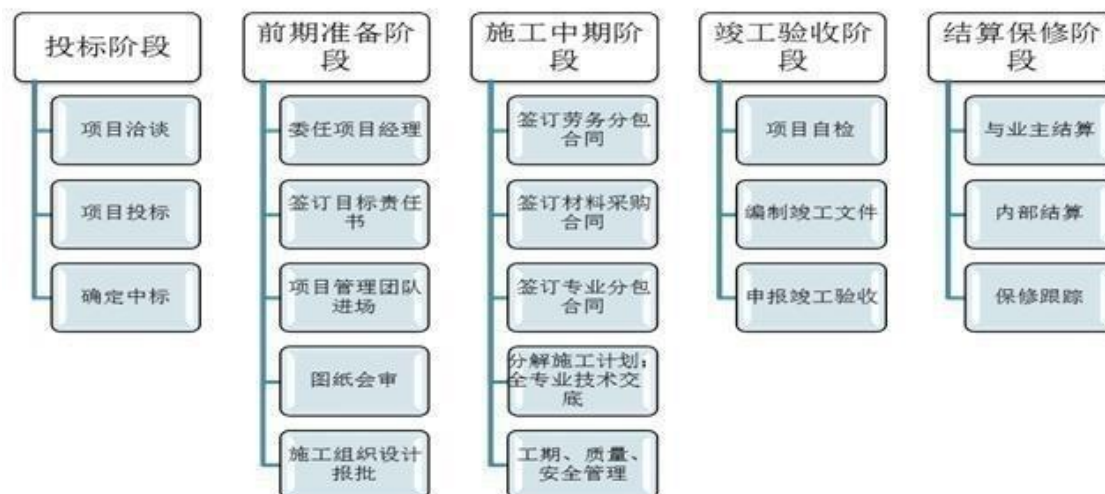 投标阶段
项目洽谈
项目投标
确定中标
前期准备阶
段
委任项目经理
签订目标责任
书
项目管理团队
进场
图纸会审
施工组织设计
报批
施工中期阶
段
签订劳务分包
合同
签订材料采购
合同
签订专业分包
合同
分解施工计划；
全专业技术交
底
工期、质量、
安全管理
竣工验收阶
段
项目自检
编制竣工文件
申报竣工验收
结算保修阶
段
与业主结算
内部结算
保修跟踪